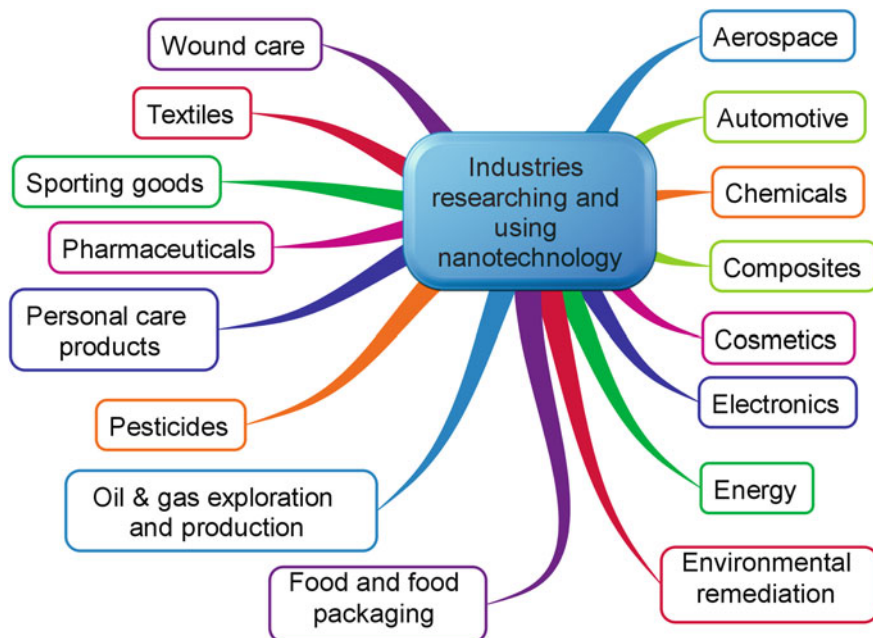 Industries
researching and
using
nanotechnology
Aerospace
Automotive
Chemicals
Composites
Cosmetics
Electronics
Energy
Environmental
remediation
Food and food
packaging
Oil & gas exploration
and production
Pesticides
Personal care
products
Pharmaceuticals
Sporting goods
Textiles
Wound care